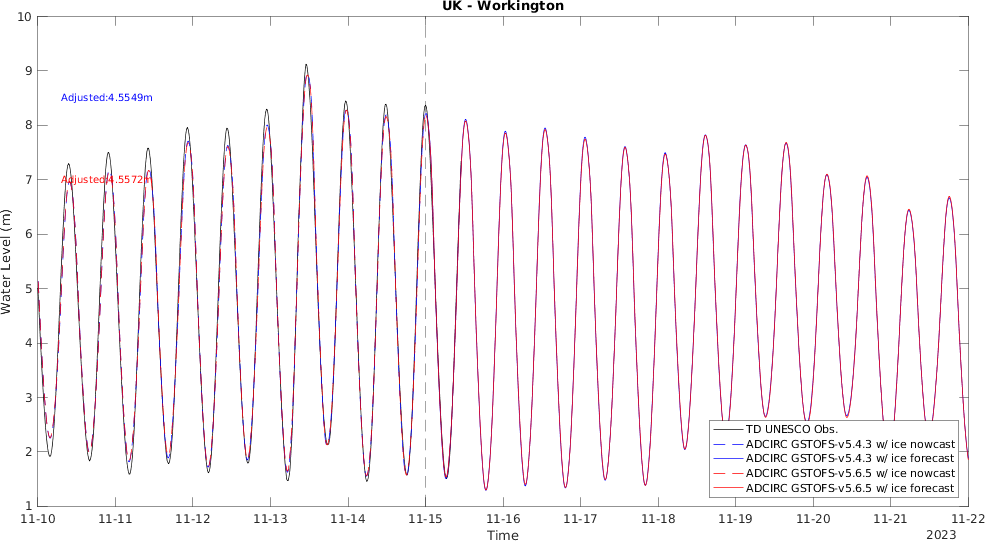 UK - Workington
10
9
8
7
6
5
4
3
2
1
Water Level (m)
Adjusted:4.5549m
Adjusted:4.5572m
TD UNESCO Obs.
ADCIRC GSTOFS-v5.4.3 w/ ice nowcast
ADCIRC GSTOFS-v5.4.3 w/ ice forecast
ADCIRC GSTOFS-v5.6.5 w/ ice nowcast
ADCIRC GSTOFS-v5.6.5 w/ ice forecast
11-10 11-11 11-12 11-13 11-14 11-15 11-16 11-17 11-18 11-19 11-20 11-21 11-22
Time
2023